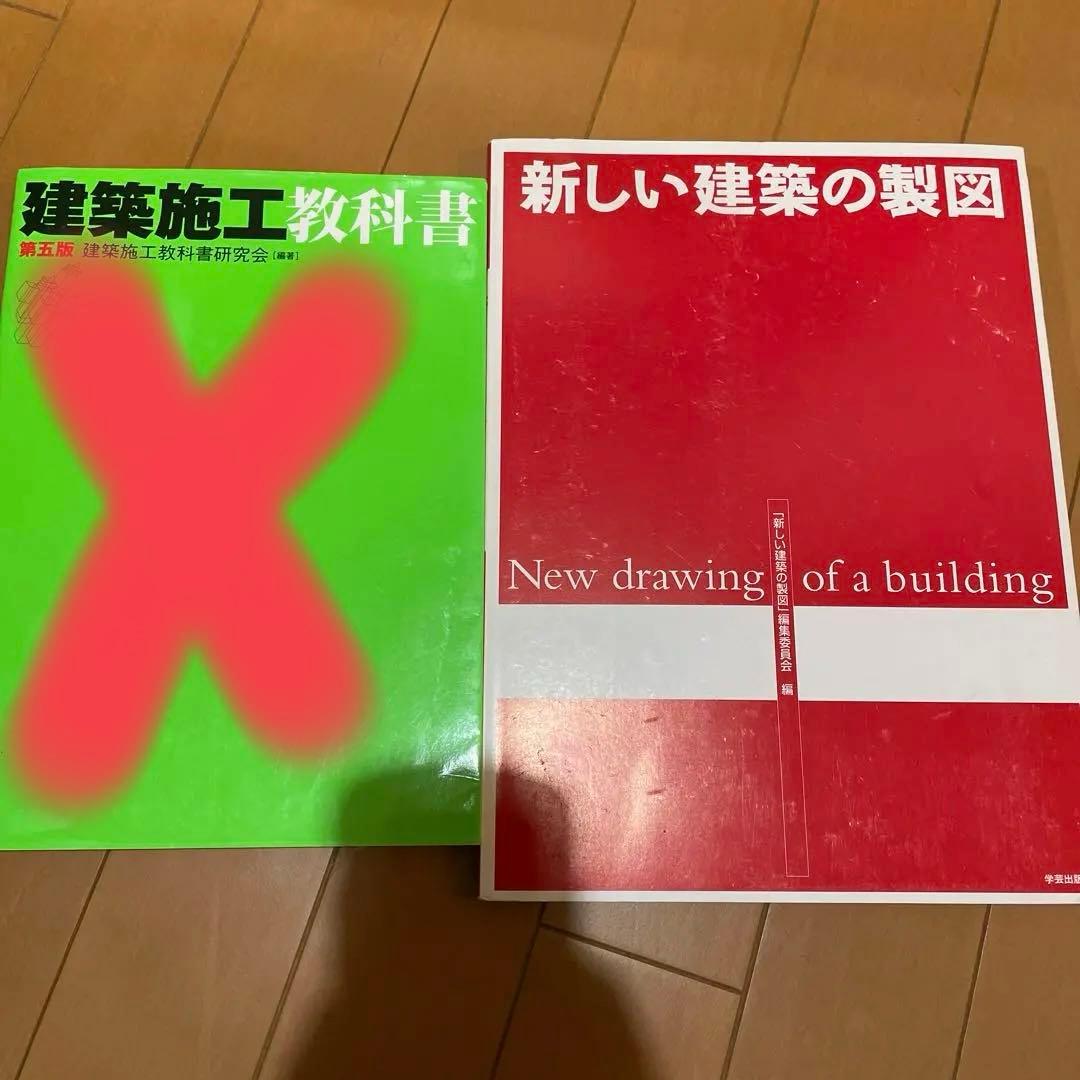 建築施工教科書
第五版 建築施工教科書研究会[編著]
新しい建築の製図
New drawing of a building
「新しい建築の製図」編集委員会 編
学芸出版